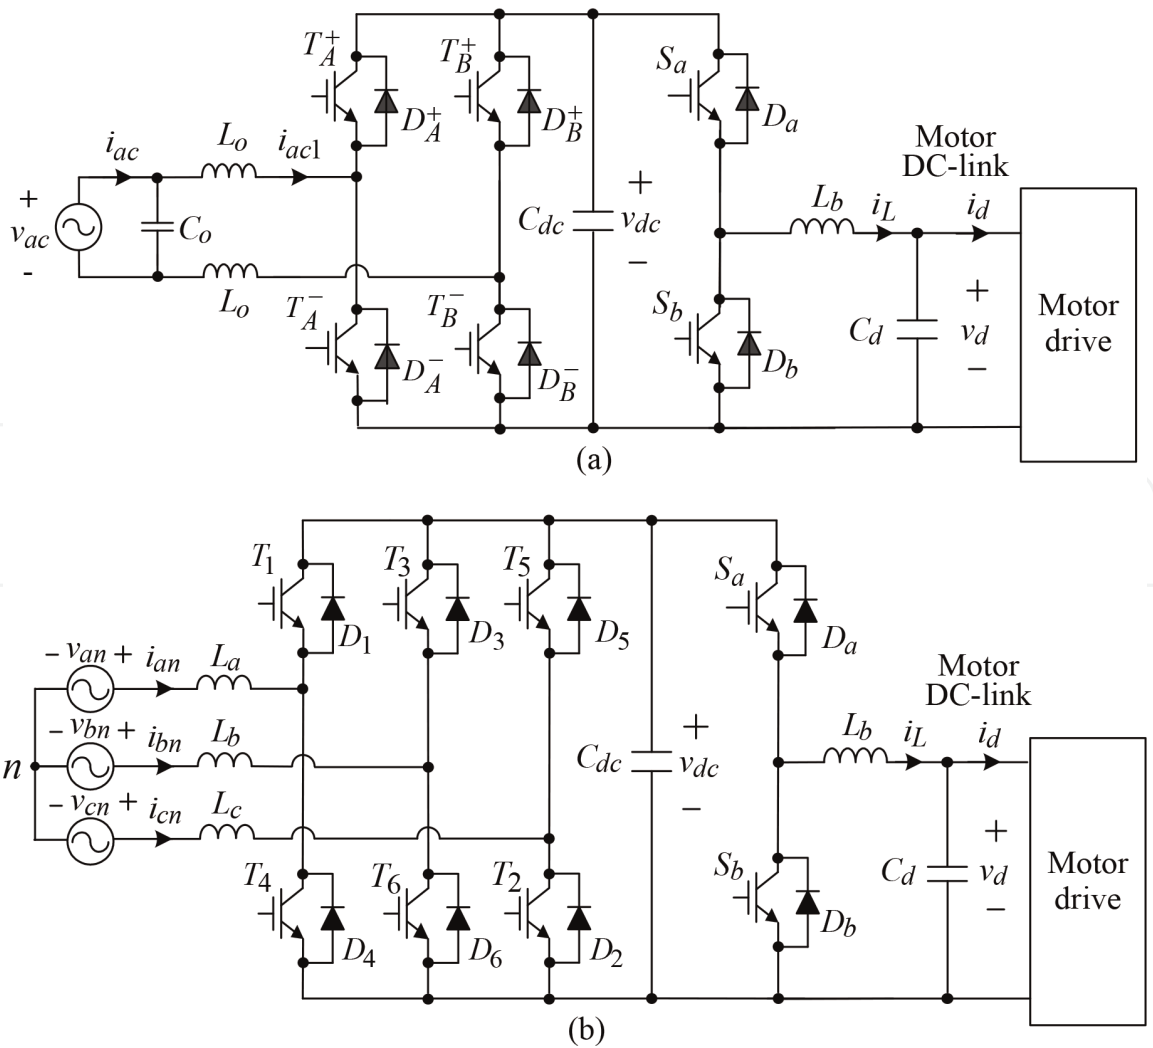 T_A^+
T_B^+
S_a
D_A^+
D_B^+
D_a
i_ac
L_o
i_ac1
Motor
DC-link
+
v_ac
-
C_o
C_dc
+
v_dc
−
L_b
i_L
i_d
L_o
T_A^−
T_B^−
S_b
C_d
+
v_d
−
Motor
drive
D_A^−
D_B^−
D_b
(a)
T_1
T_3
T_5
S_a
D_1
D_3
D_5
D_a
− v_an +
i_an
L_a
Motor
DC-link
− v_bn +
i_bn
L_b
n
C_dc
+
v_dc
−
L_b
i_L
i_d
− v_cn +
i_cn
L_c
T_4
T_6
T_2
S_b
C_d
+
v_d
−
Motor
drive
D_4
D_6
D_2
D_b
(b)